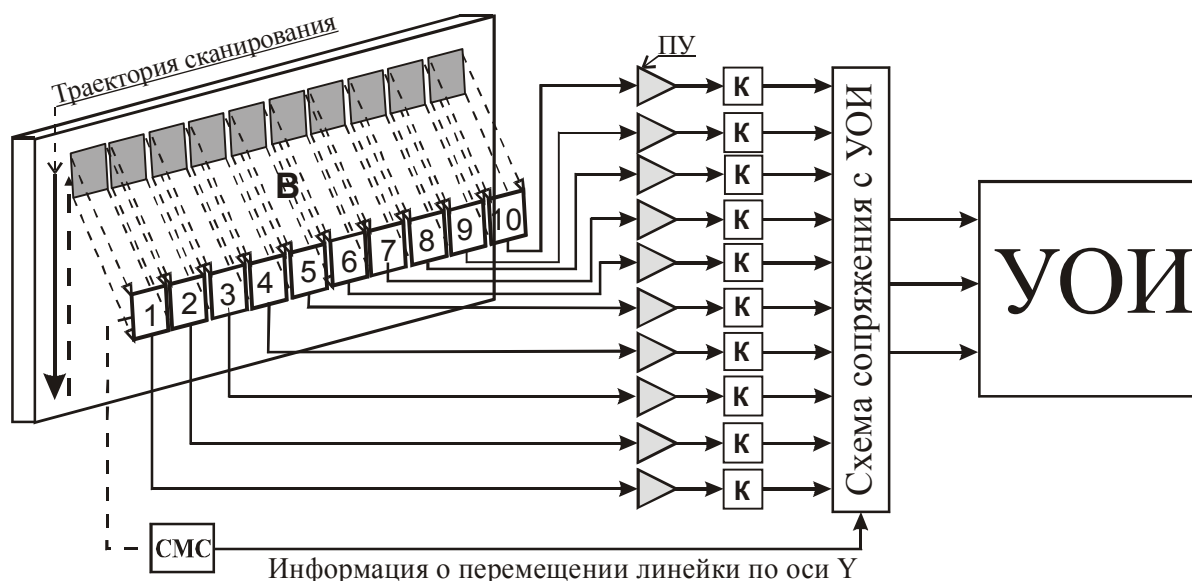 Траектория сканирования
ПУ
В
1 2 3 4 5 6 7 8 9 10
К
К
К
К
К
К
К
К
К
К
Схема сопряжения с УОИ
УОИ
СМС
Информация о перемещении линейки по оси Y